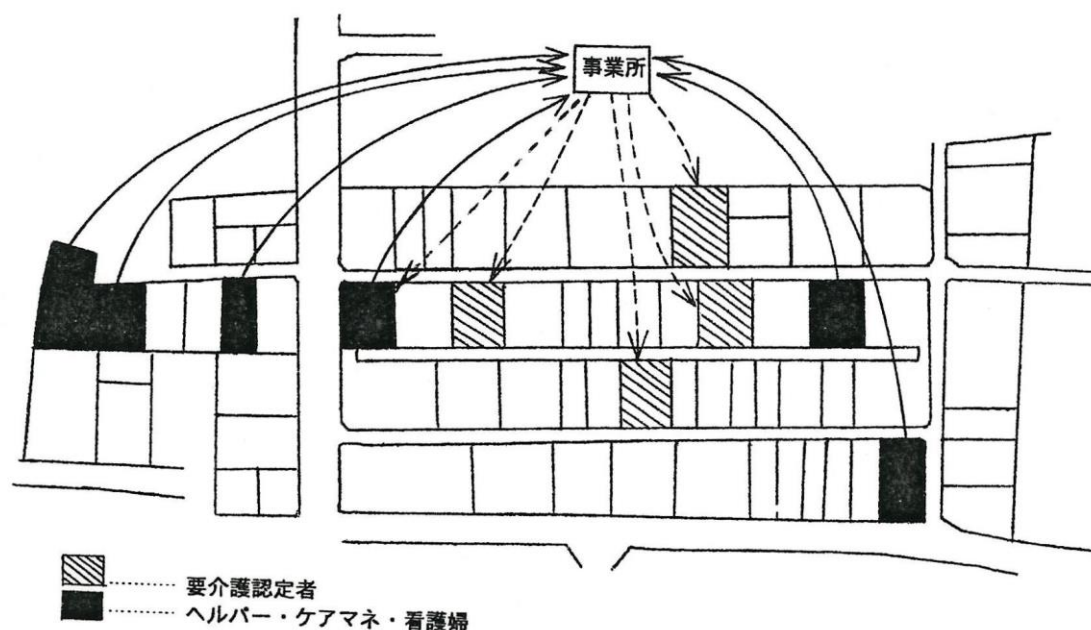 事業所
要介護認定者
ヘルパー・ケアマネ・看護婦